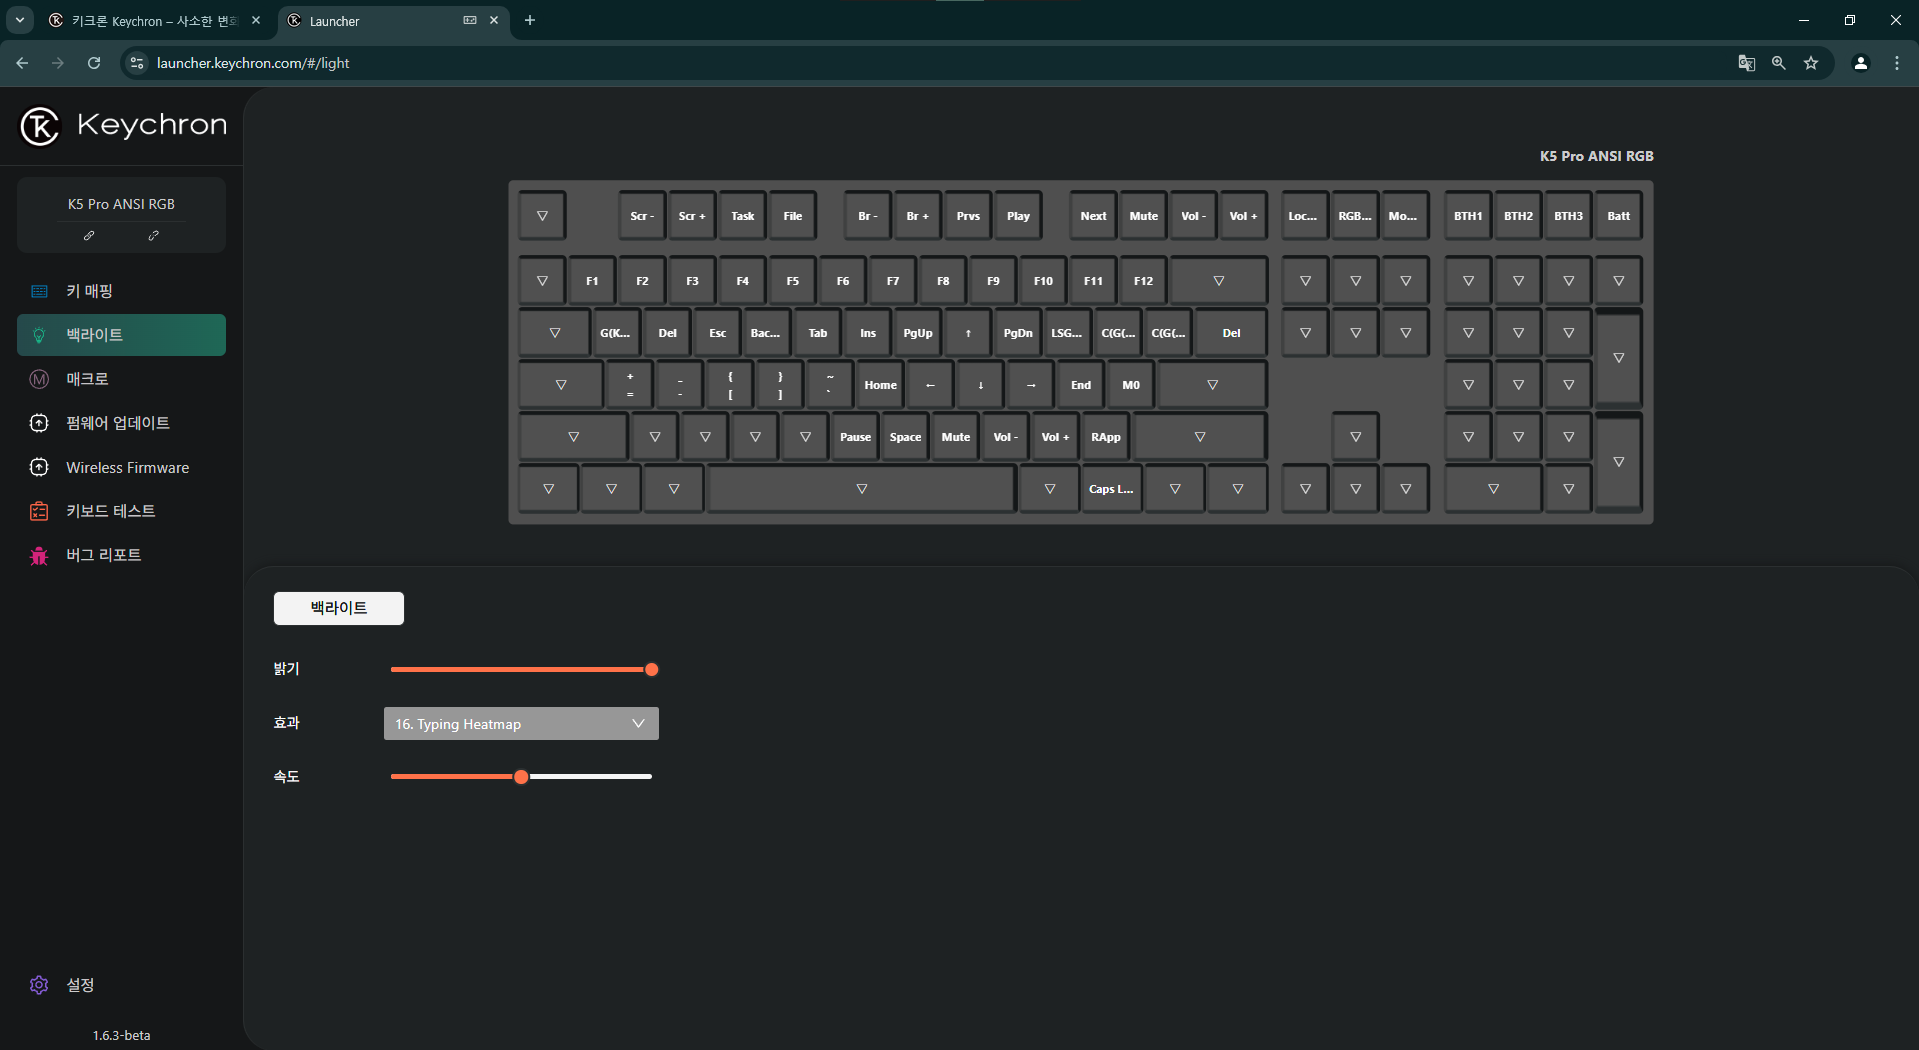 키크론 Keychron – 사소한 변화
Launcher
launcher.keychron.com/#/light
Keychron
K5 Pro ANSI RGB
키 매핑
백라이트
매크로
펌웨어 업데이트
Wireless Firmware
키보드 테스트
버그 리포트
설정
1.6.3-beta
K5 Pro ANSI RGB
▽ Scr - Scr + Task File Br - Br + Prvs Play Next Mute Vol - Vol + Loc... RGB... Mo... BTH1 BTH2 BTH3 Batt
▽ F1 F2 F3 F4 F5 F6 F7 F8 F9 F10 F11 F12 ▽ ▽ ▽ ▽ ▽ ▽ ▽ ▽
▽ G(K... Del Esc Bac... Tab Ins PgUp ↑ PgDn LSG... C(G(... C(G(... Del ▽ ▽ ▽ ▽ ▽ ▽ ▽
▽ + = _ - { [ } ] ~ ` Home ← ↓ → End M0 ▽ ▽ ▽ ▽
▽ ▽ ▽ ▽ ▽ Pause Space Mute Vol - Vol + RApp ▽ ▽ ▽ ▽ ▽ ▽
▽ ▽ ▽ ▽ ▽ Caps L... ▽ ▽ ▽ ▽ ▽ ▽ ▽
백라이트
밝기
효과 16. Typing Heatmap
속도